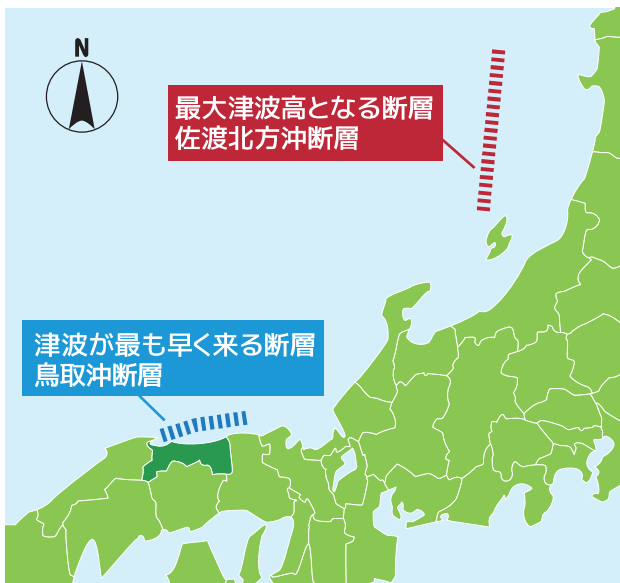 N
最大津波高となる断層
佐渡北方沖断層
津波が最も早く来る断層
鳥取沖断層